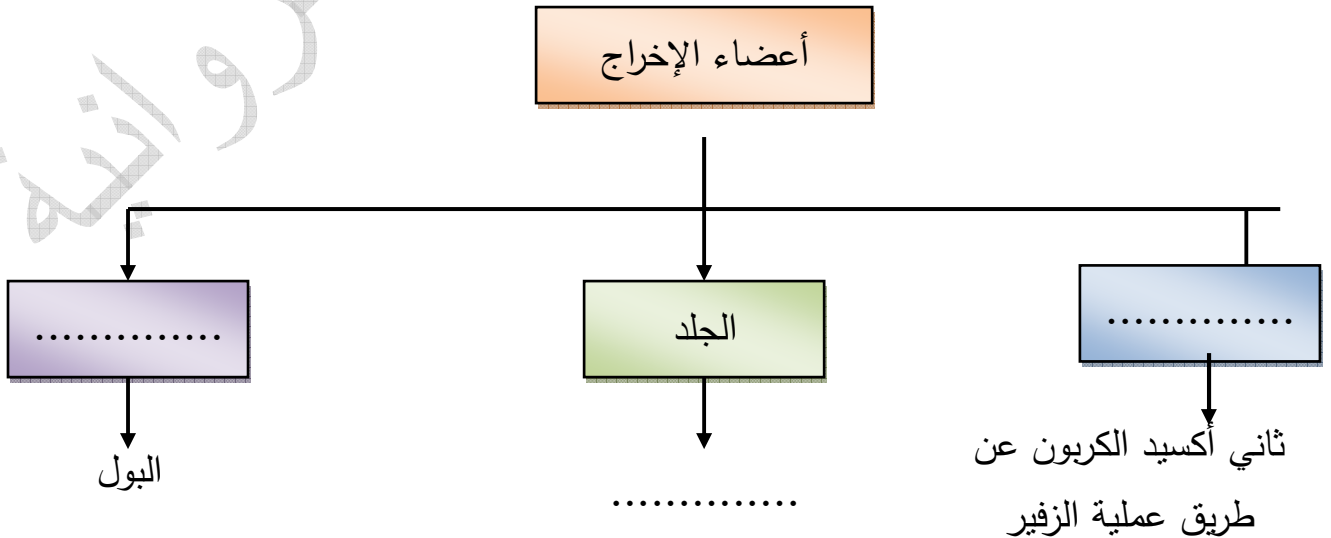 أعضاء الإخراج
..............
الجلد
..............
ثاني أكسيد الكربون عن
طريق عملية الزفير
..............
البول